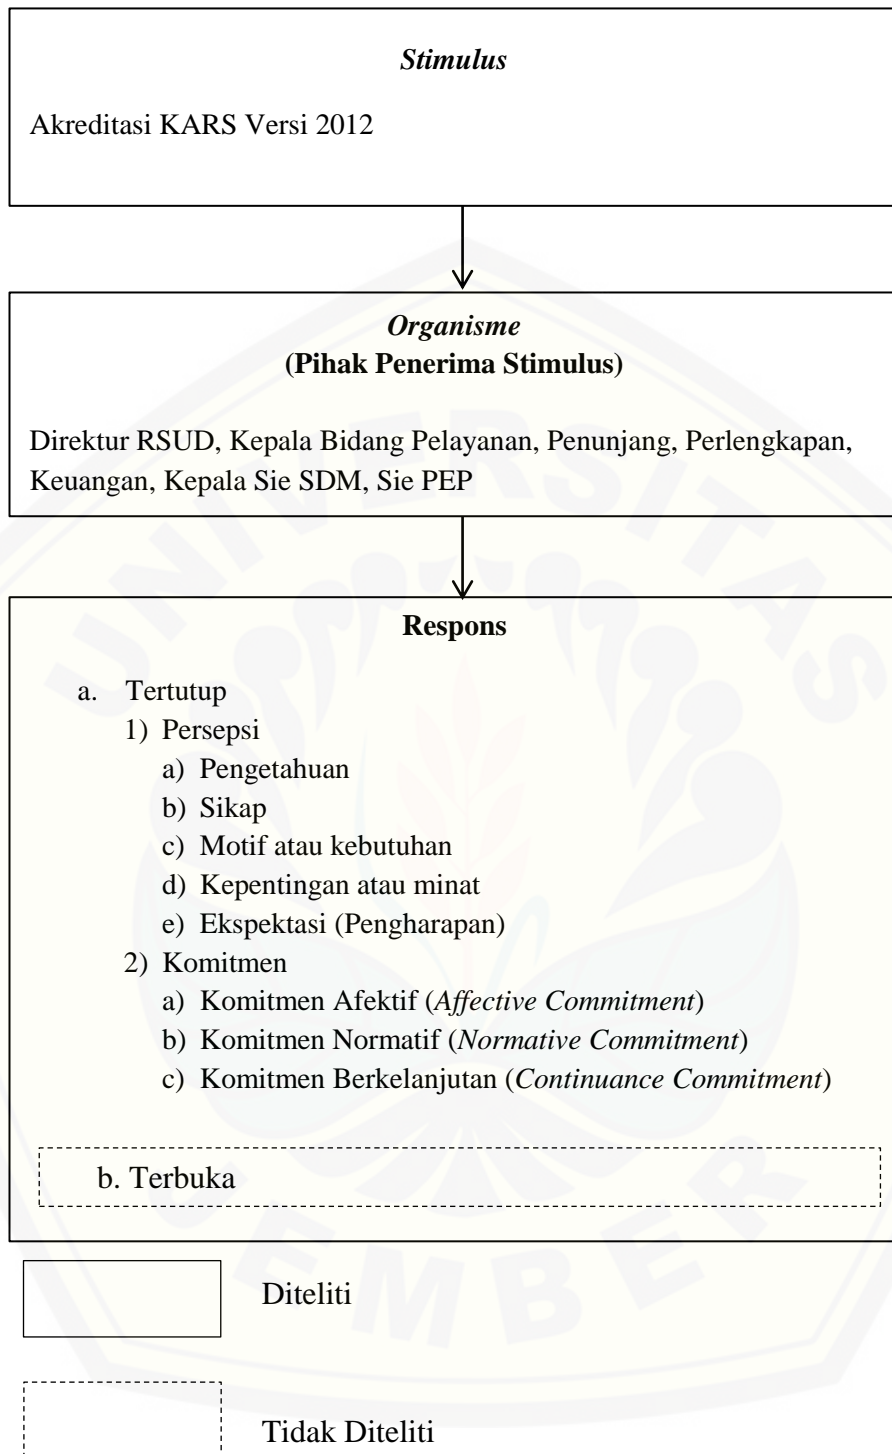 Stimulus
Akreditasi KARS Versi 2012
Organisme
(Pihak Penerima Stimulus)
Direktur RSUD, Kepala Bidang Pelayanan, Penunjang, Perlengkapan,
Keuangan, Kepala Sie SDM, Sie PEP
Respons
a. Tertutup
1) Persepsi
a) Pengetahuan
b) Sikap
c) Motif atau kebutuhan
d) Kepentingan atau minat
e) Ekspektasi (Pengharapan)
2) Komitmen
a) Komitmen Afektif (Affective Commitment)
b) Komitmen Normatif (Normative Commitment)
c) Komitmen Berkelanjutan (Continuance Commitment)
b. Terbuka
Diteliti
Tidak Diteliti
UNIVERSITAS